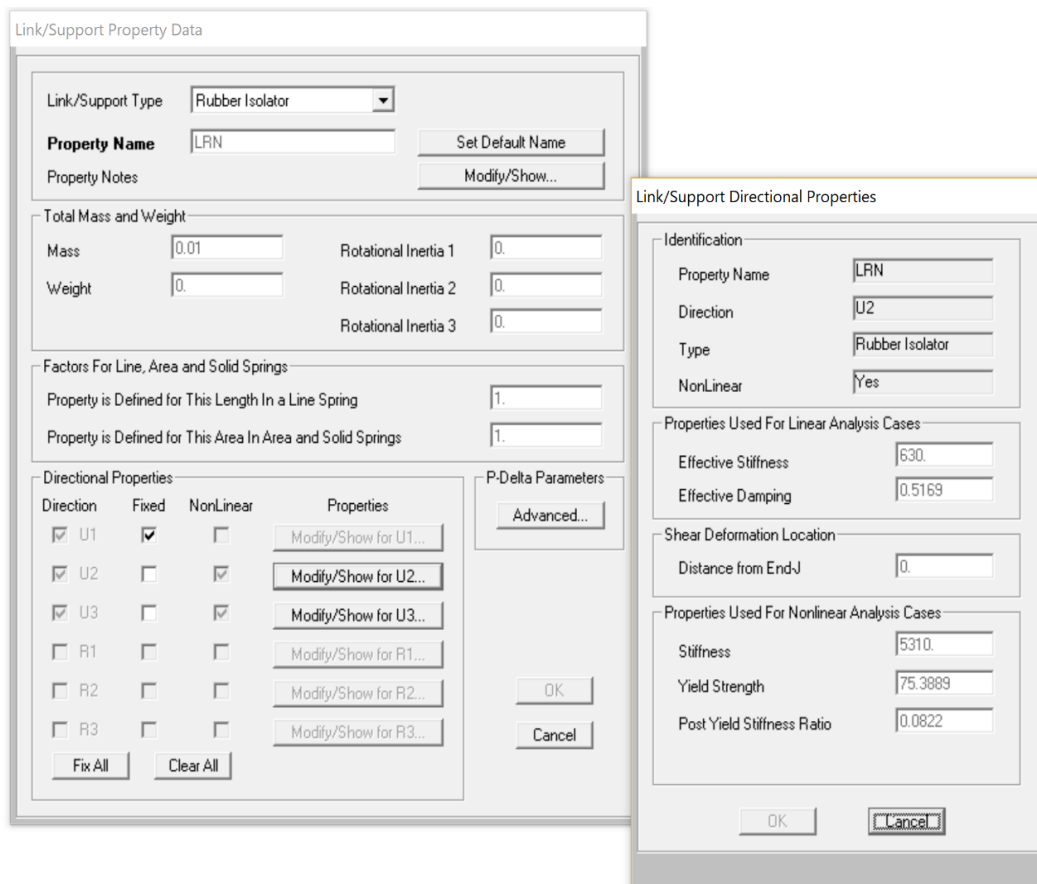 Link/Support Property Data
Link/Support Type Rubber Isolator
Property Name LRN Set Default Name
Property Notes Modify/Show...
Total Mass and Weight
Mass 0.01 Rotational Inertia 1 0.
Weight 0. Rotational Inertia 2 0.
Rotational Inertia 3 0.
Factors For Line, Area and Solid Springs
Property is Defined for This Length In a Line Spring 1.
Property is Defined for This Area In Area and Solid Springs 1.
Directional Properties
Direction Fixed NonLinear Properties
U1 Modify/Show for U1...
U2 Modify/Show for U2...
U3 Modify/Show for U3...
R1 Modify/Show for R1...
R2 Modify/Show for R2...
R3 Modify/Show for R3...
Fix All Clear All
P-Delta Parameters
Advanced...
OK
Cancel
Link/Support Directional Properties
Identification
Property Name LRN
Direction U2
Type Rubber Isolator
NonLinear Yes
Properties Used For Linear Analysis Cases
Effective Stiffness 630.
Effective Damping 0.5169
Shear Deformation Location
Distance from End-J 0.
Properties Used For Nonlinear Analysis Cases
Stiffness 5310.
Yield Strength 75.3889
Post Yield Stiffness Ratio 0.0822
OK Cancel